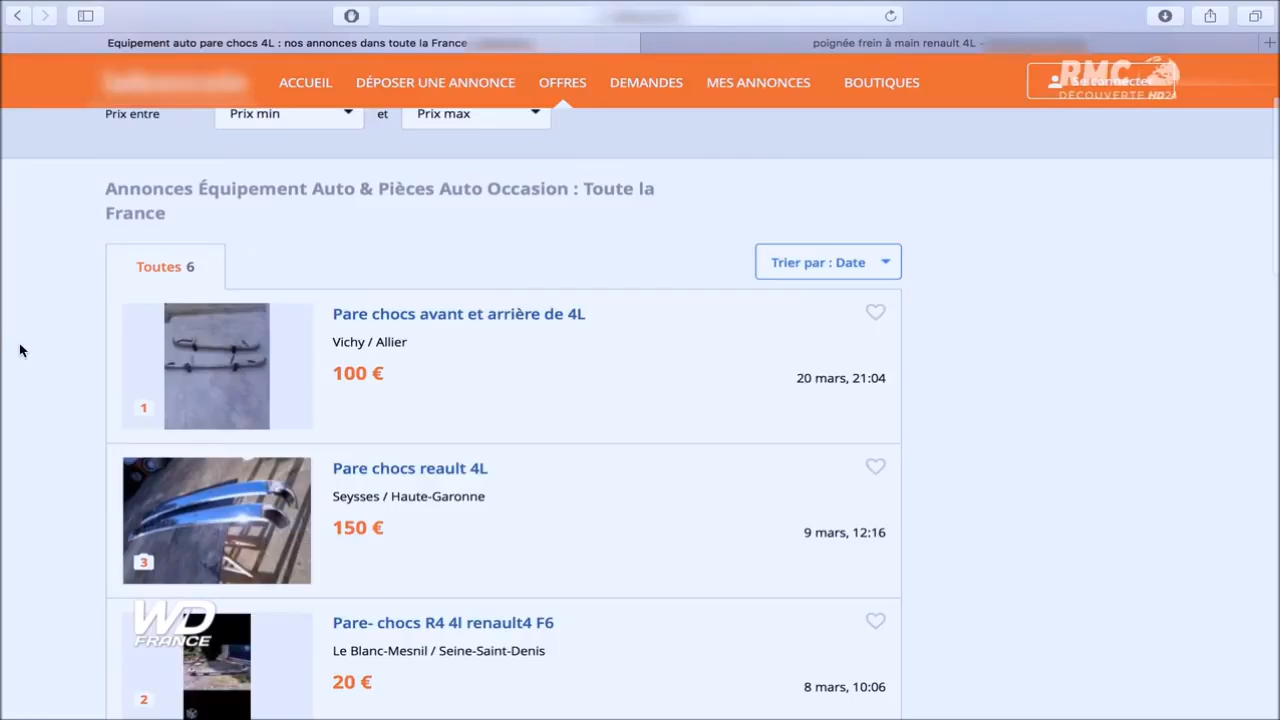 Equipement auto pare chocs 4L : nos annonces dans toute la France
poignée frein à main renault 4L -
ACCUEIL
DÉPOSER UNE ANNONCE
OFFRES
DEMANDES
MES ANNONCES
BOUTIQUES
Se connecter
RMC
DÉCOUVERTE HD24
Prix entre
Prix min
et
Prix max
Annonces Équipement Auto & Pièces Auto Occasion : Toute la
France
Toutes 6
Trier par : Date
Pare chocs avant et arrière de 4L
Vichy / Allier
100 €
20 mars, 21:04
1
Pare chocs reault 4L
Seysses / Haute-Garonne
150 €
9 mars, 12:16
3
WD
FRANCE
Pare- chocs R4 4l renault4 F6
Le Blanc-Mesnil / Seine-Saint-Denis
20 €
8 mars, 10:06
2